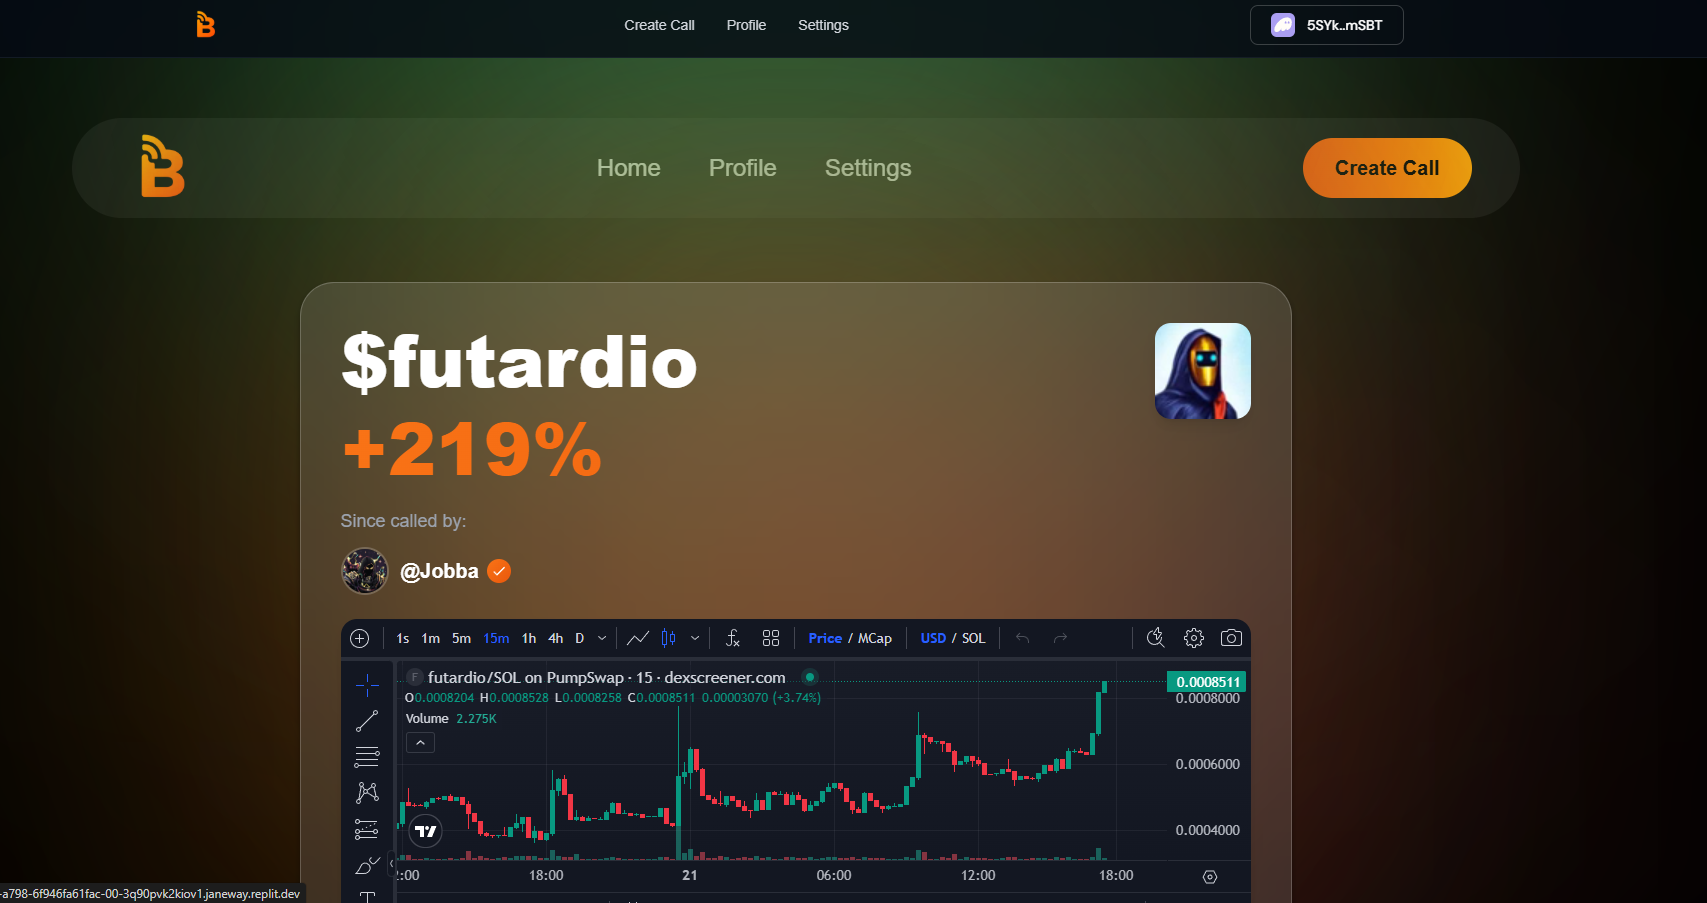 B
Create Call Profile Settings
5SYk..mSBT
B
Home Profile Settings
Create Call
$futardio
+219%
Since called by:
@Jobba
1s 1m 5m 15m 1h 4h D
Price / MCap
USD / SOL
F futardio/SOL on PumpSwap · 15 · dexscreener.com
O0.0008204 H0.0008528 L0.0008258 C0.0008511 0.00003070 (+3.74%)
Volume 2.275K
0.0008511
0.0008000
0.0006000
0.0004000
:00 18:00 21 06:00 12:00 18:00
-a798-6f946fa61fac-00-3q90pvk2kiov1.janeway.replit.dev